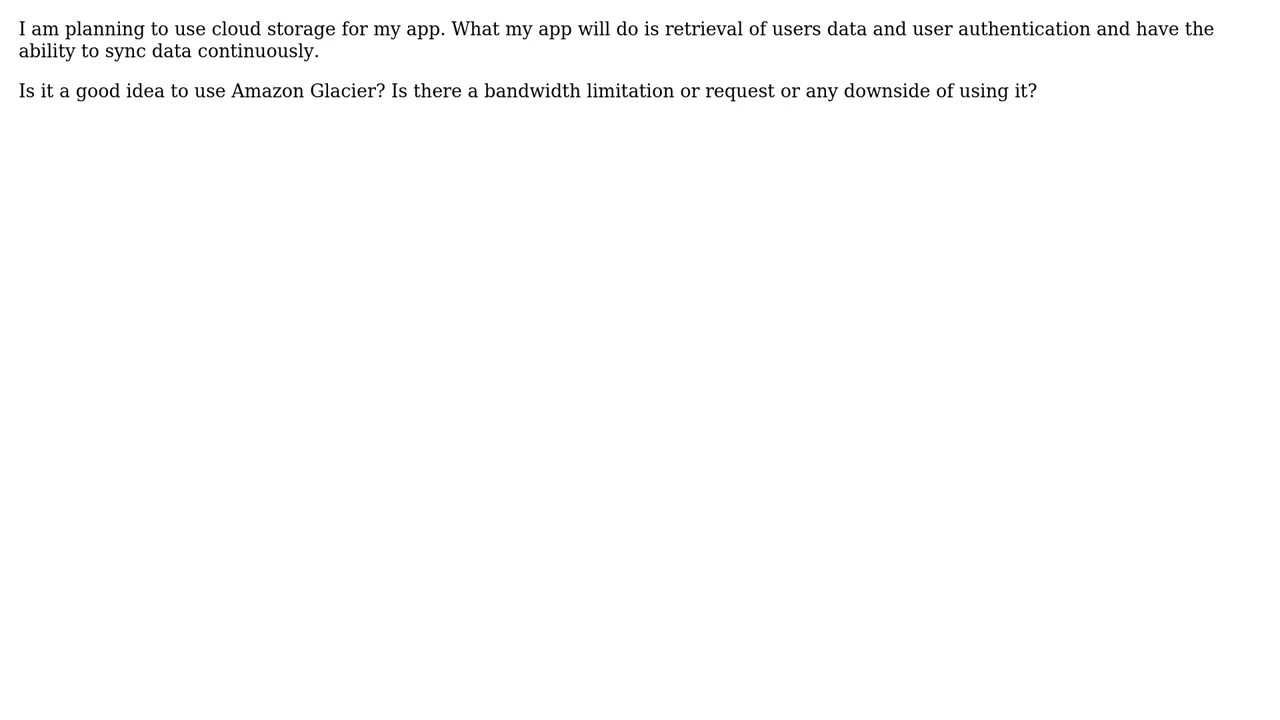 I am planning to use cloud storage for my app. What my app will do is retrieval of users data and user authentication and have the
ability to sync data continuously.
Is it a good idea to use Amazon Glacier? Is there a bandwidth limitation or request or any downside of using it?